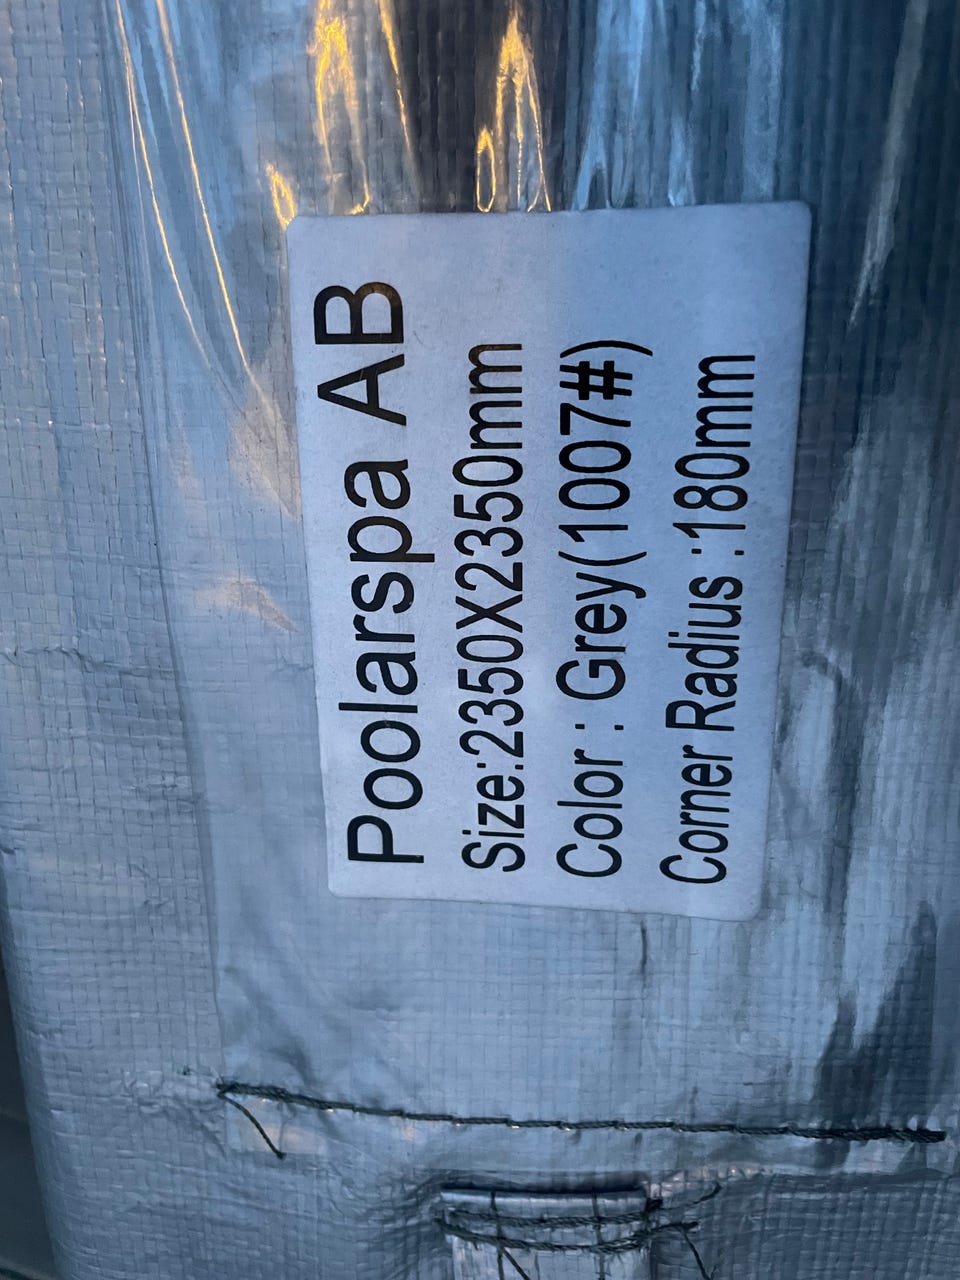 Poolarspa AB
Size:2350X2350mm
Color : Grey(1007#)
Corner Radius :180mm